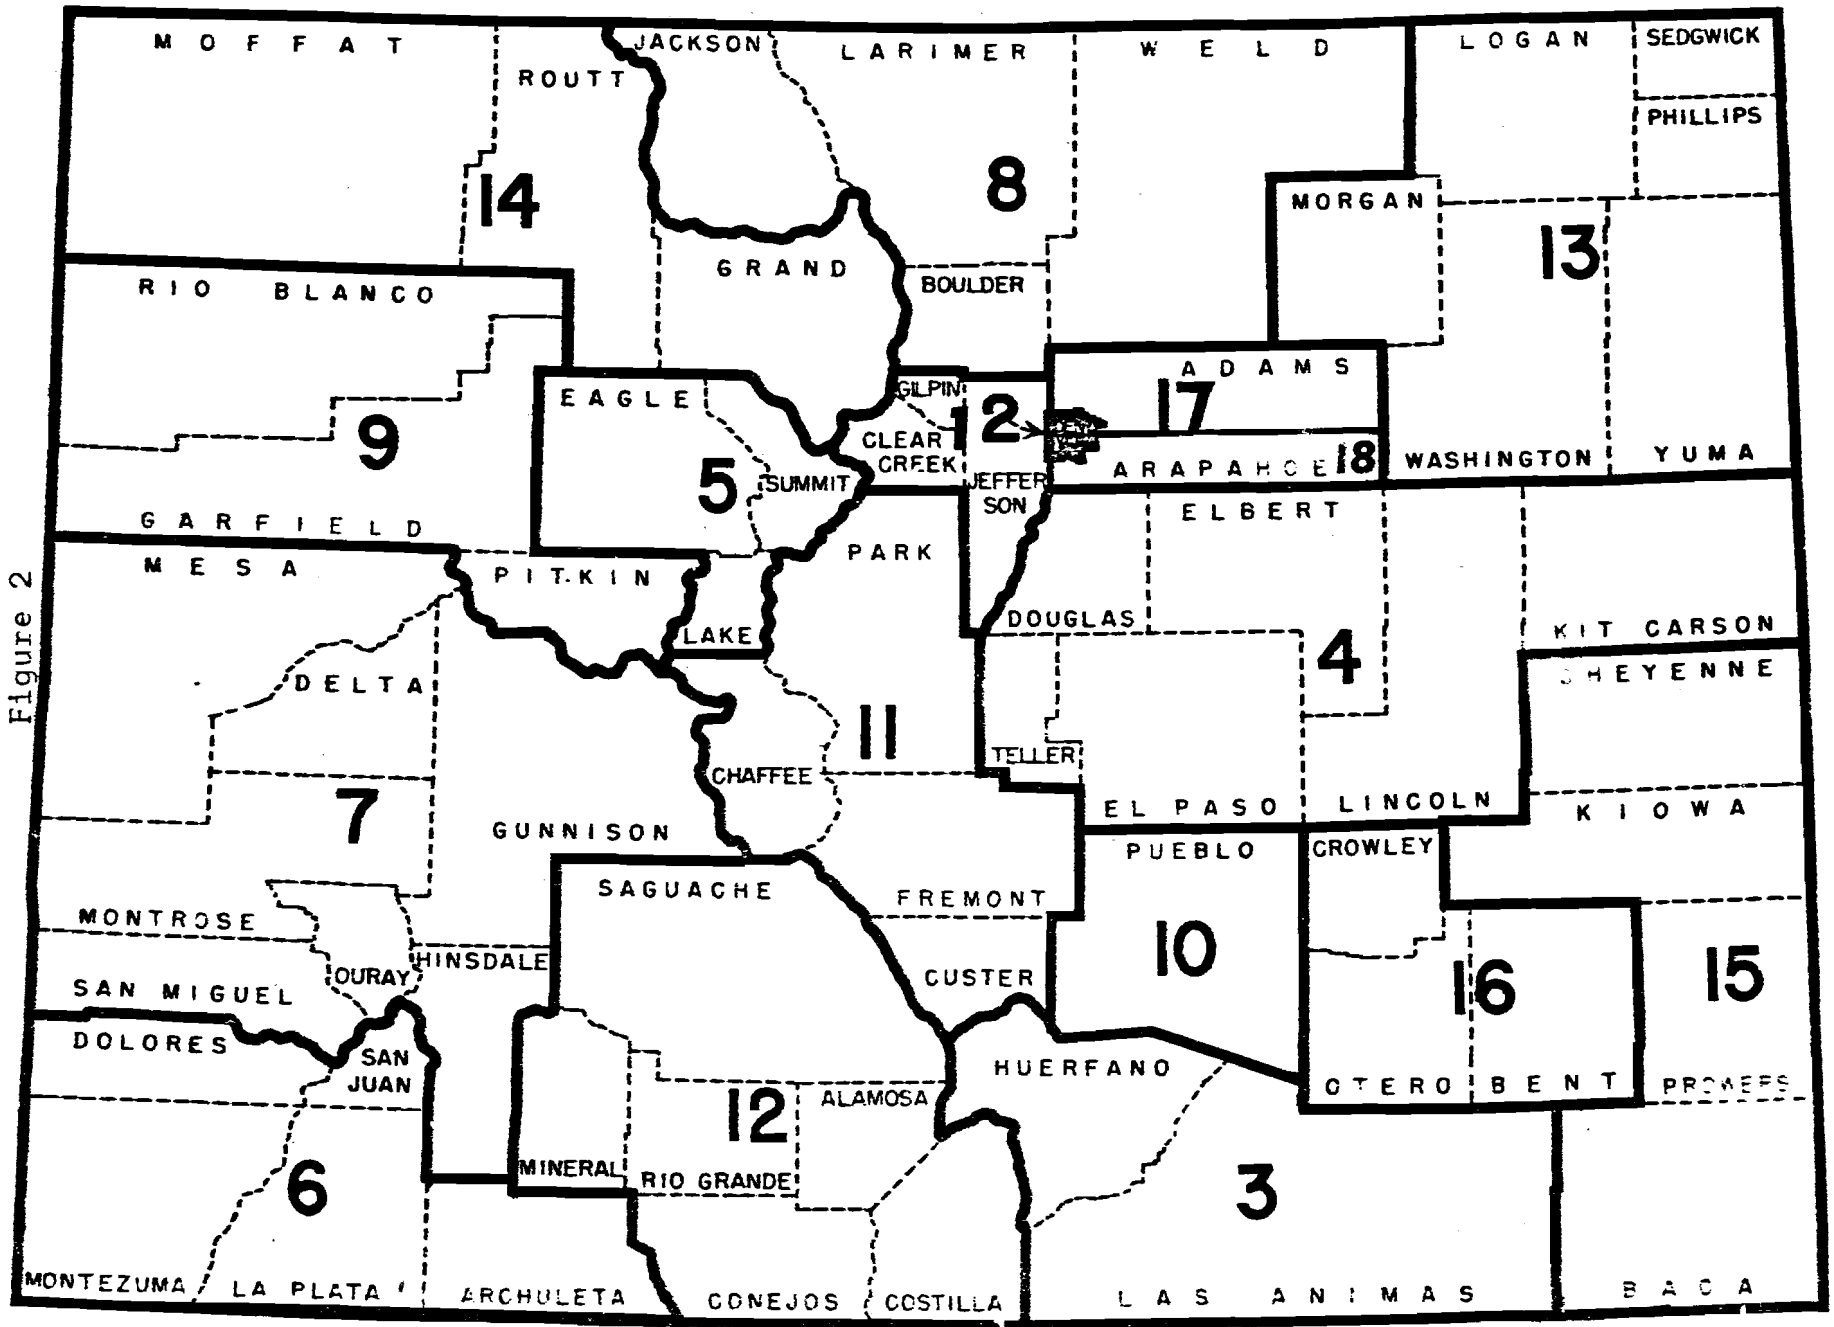 MOFFAT
ROUTT
JACKSON
LARIMER
WELD
LOGAN
SEDGWICK
PHILLIPS
14
8
MORGAN
13
RIO BLANCO
GRAND
BOULDER
ADAMS
17
EAGLE
GILPIN
9
12
CLEAR
CREEK
5
SUMMIT
JEFFER
SON
ARAPAHOE
18
WASHINGTON
YUMA
GARFIELD
ELBERT
MESA
PITKIN
PARK
Figure 2
LAKE
DOUGLAS
KIT CARSON
4
DELTA
HEYENNE
11
TELLER
CHAFFEE
7
GUNNISON
EL PASO
LINCOLN
KIOWA
PUEBLO
CROWLEY
SAGUACHE
FREMONT
MONTROSE
10
HINSDALE
OURAY
CUSTER
16
15
SAN MIGUEL
DOLORES
SAN
JUAN
HUERFANO
OTERO
BENT
PROWERS
12
ALAMOSA
MINERAL
RIO GRANDE
6
3
MONTEZUMA
LA PLATA
ARCHULETA
CONEJOS
COSTILLA
LAS ANIMAS
BACA